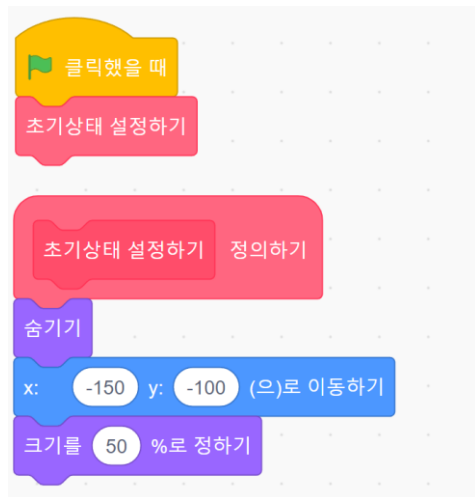 클릭했을 때
초기상태 설정하기
초기상태 설정하기 정의하기
숨기기
x: -150 y: -100 (으)로 이동하기
크기를 50 %로 정하기